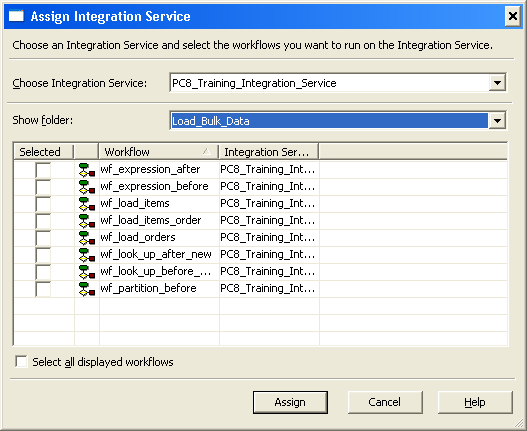 Assign Integration Service
Choose an Integration Service and select the workflows you want to run on the Integration Service.
Choose Integration Service: PC8_Training_Integration_Service
Show Folder: Load_Bulk_Data
Selected Workflow Integration Ser...
wf_expression_after PC8_Training_Int...
wf_expression_before PC8_Training_Int...
wf_load_items PC8_Training_Int...
wf_load_items_order PC8_Training_Int...
wf_load_orders PC8_Training_Int...
wf_look_up_after_new PC8_Training_Int...
wf_look_up_before_... PC8_Training_Int...
wf_partition_before PC8_Training_Int...
Select all displayed workflows
Assign Cancel Help